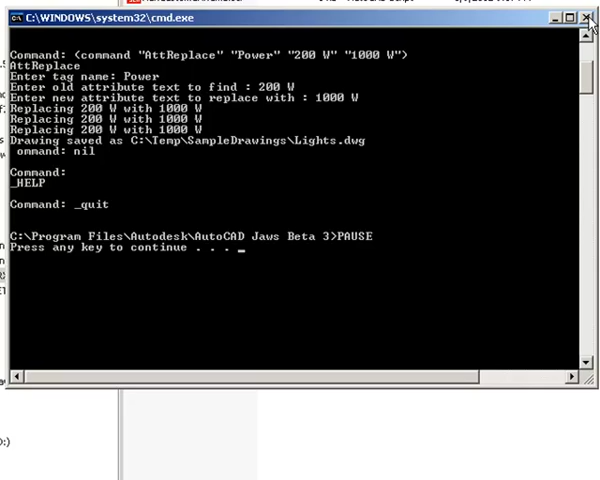 C:\WINDOWS\system32\cmd.exe
Command: (command "AttReplace" "Power" "200 W" "1000 W")
AttReplace
Enter tag name: Power
Enter old attribute text to find : 200 W
Enter new attribute text to replace with : 1000 W
Replacing 200 W with 1000 W
Replacing 200 W with 1000 W
Replacing 200 W with 1000 W
Drawing saved as C:\Temp\SampleDrawings\Lights.dwg
ommand: nil
Command:
_HELP
Command: _quit
C:\Program Files\Autodesk\AutoCAD Jaws Beta 3>PAUSE
Press any key to continue . . . _